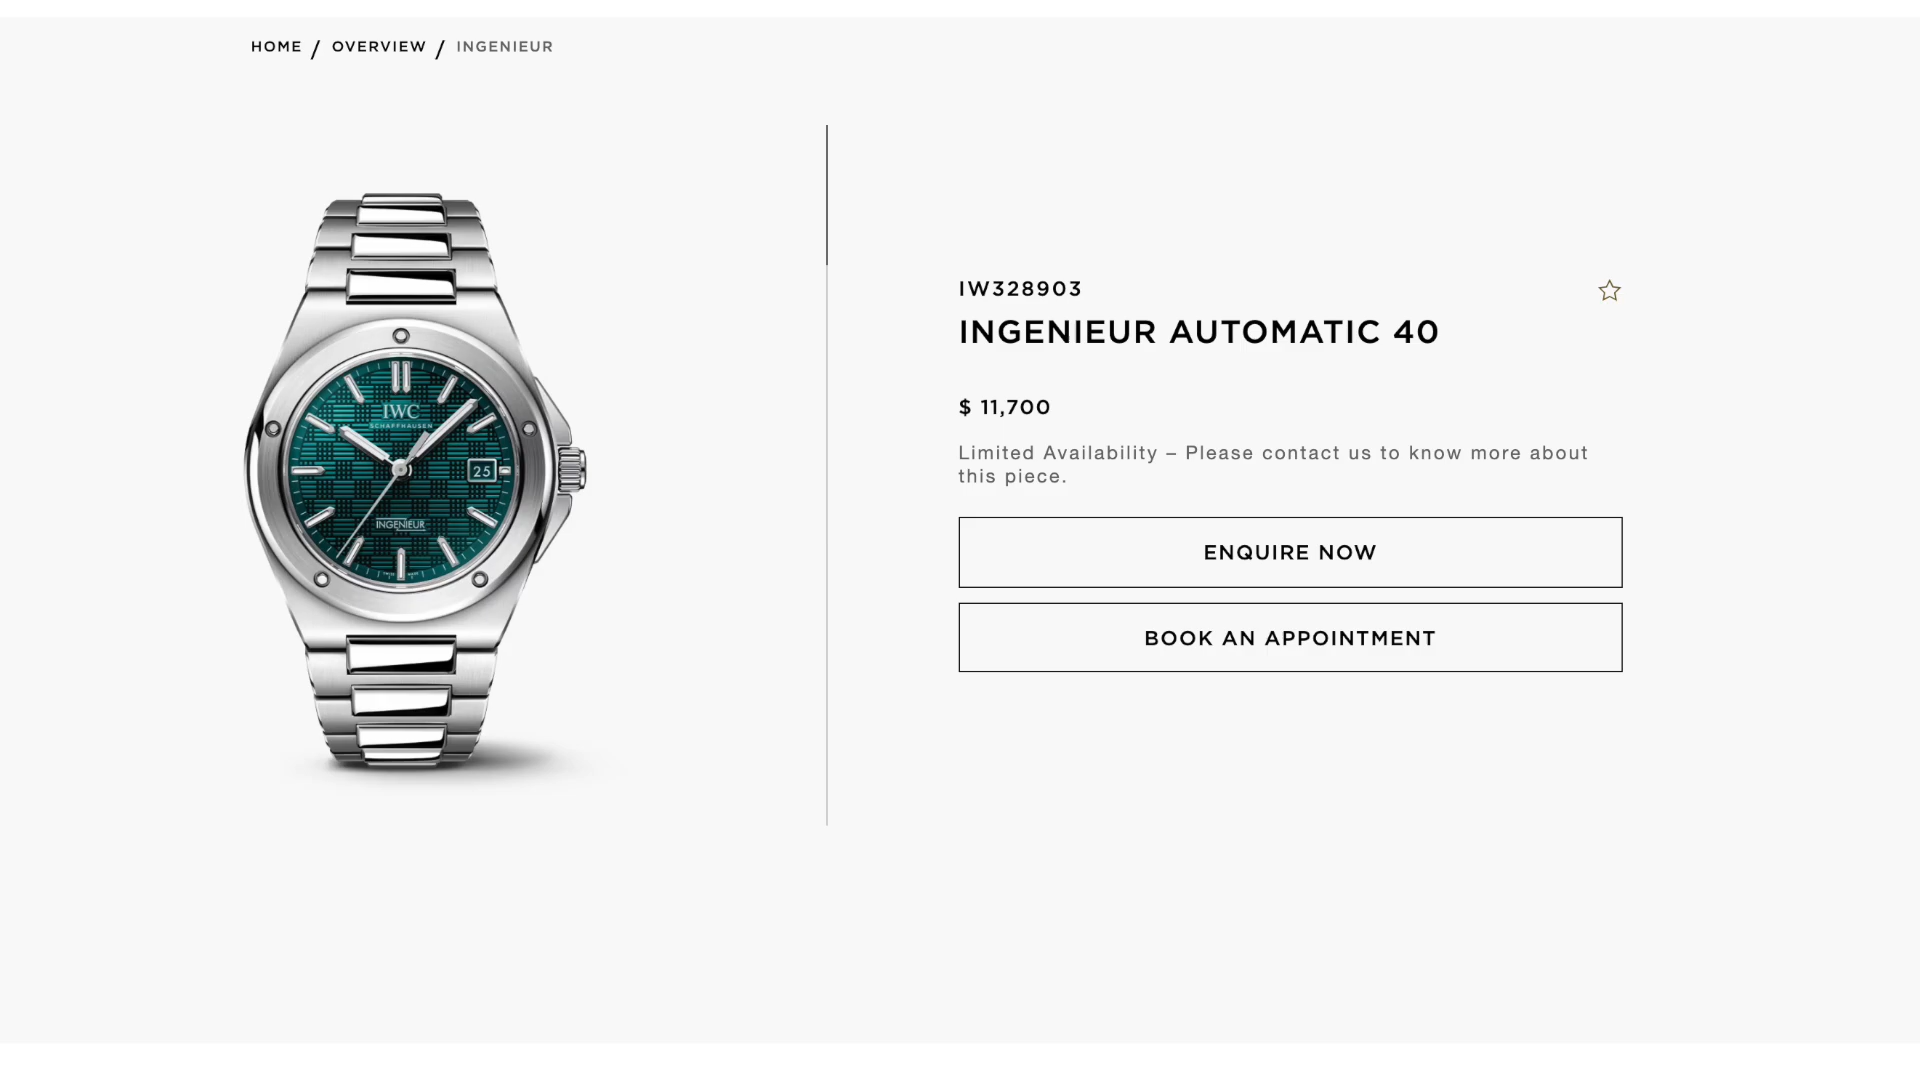 HOME / OVERVIEW / INGENIEUR
IWC
SCHAFFHAUSEN
25
INGENIEUR
IW328903
INGENIEUR AUTOMATIC 40
$ 11,700
Limited Availability – Please contact us to know more about
this piece.
ENQUIRE NOW
BOOK AN APPOINTMENT